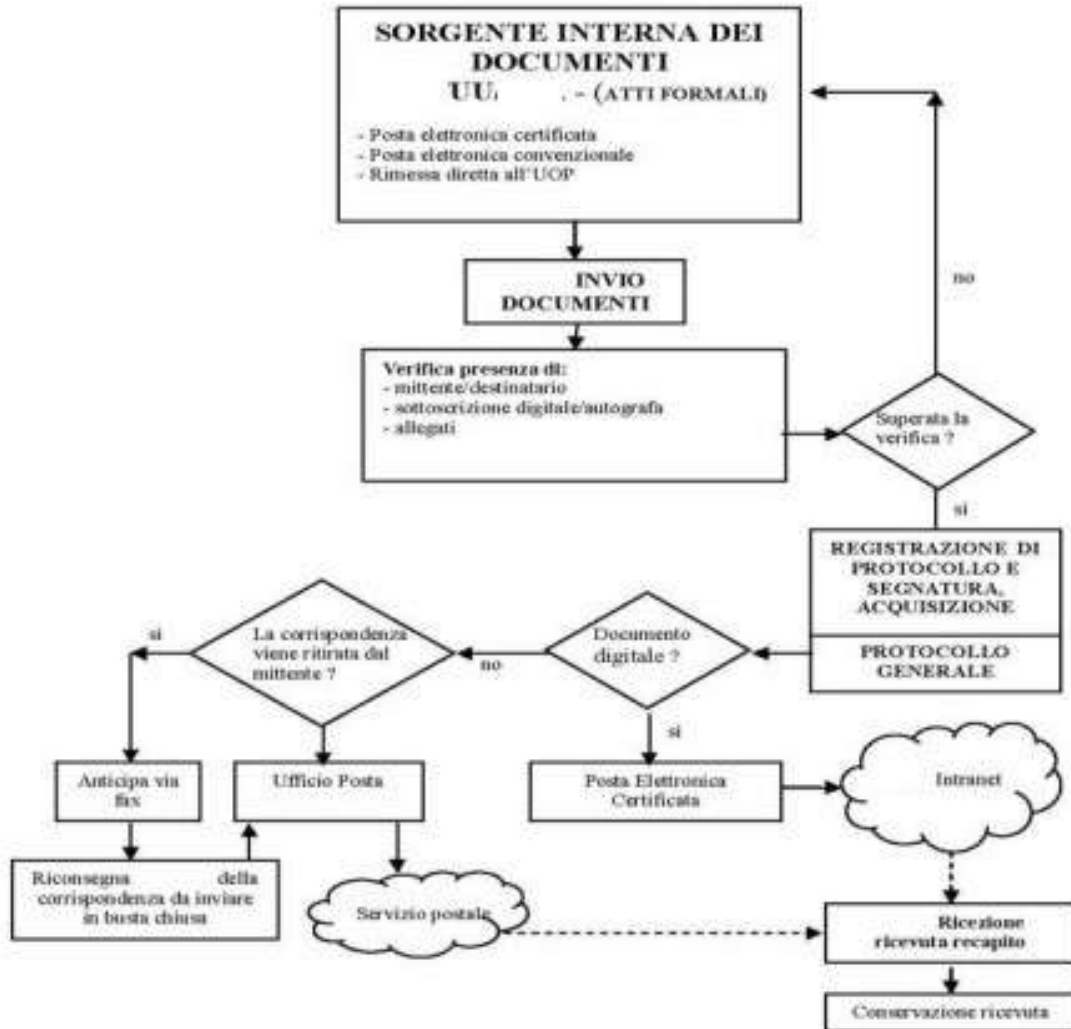 SORGENTE INTERNA DEI
DOCUMENTI
UU. - (ATTI FORMALI)
- Posta elettronica certificata
- Posta elettronica convenzionale
- Rimessa diretta all'UOP
INVIO
DOCUMENTI
no
Verifica presenza di:
- mittente/destinatario
- sottoscrizione digitale/autografa
- allegati
Superata la
verifica ?
si
REGISTRAZIONE DI
PROTOCOLLO E
SEGNATURA,
ACQUISIZIONE
PROTOCOLLO
GENERALE
Documento
digitale ?
no
La corrispondenza
viene ritirata dal
mittente ?
si
si
Anticipa via
fax
Ufficio Posta
Posta Elettronica
Certificata
Intranet
Riconsegna della
corrispondenza da inviare
in busta chiusa
Servizio postale
Ricezione
ricevuta recapito
Conservazione ricevuta